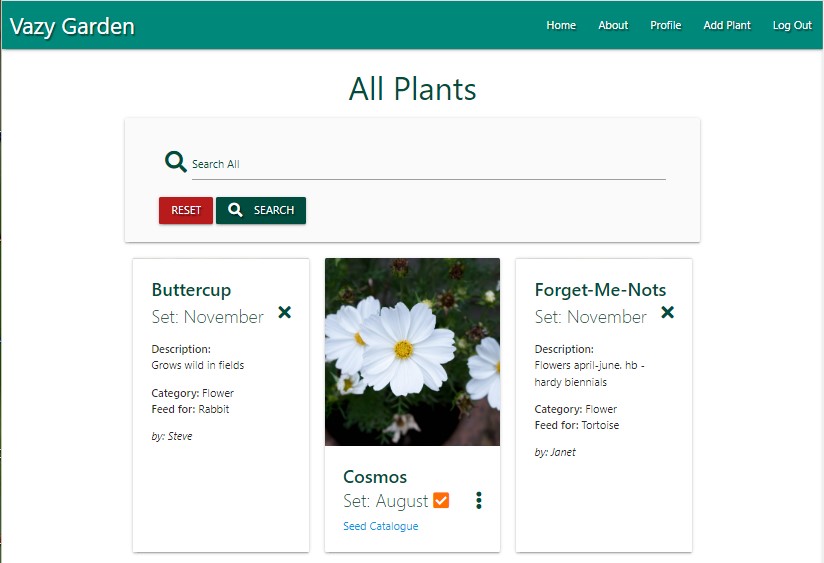 Vazy Garden
Home About Profile Add Plant Log Out
All Plants
Search All
RESET SEARCH
Buttercup
Set: November
Description:
Grows wild in fields
Category: Flower
Feed for: Rabbit
by: Steve
Cosmos
Set: August
Seed Catalogue
Forget-Me-Nots
Set: November
Description:
Flowers april-june. hb -
hardy biennials
Category: Flower
Feed for: Tortoise
by: Janet